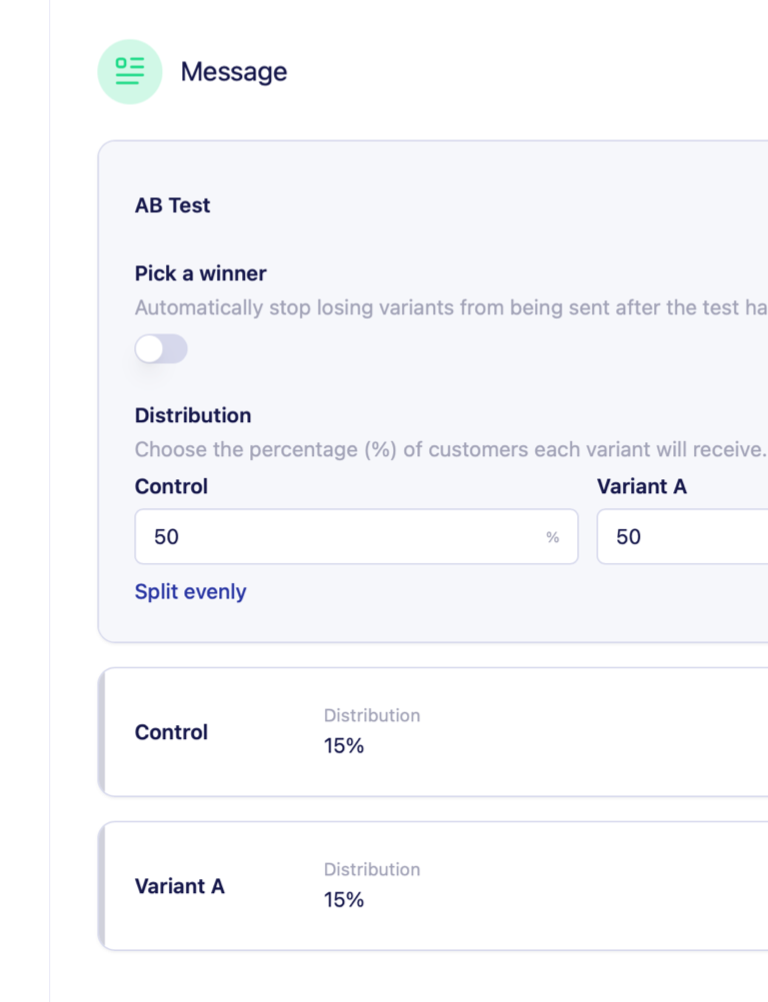 Message
AB Test
Pick a winner
Automatically stop losing variants from being sent after the test ha
Distribution
Choose the percentage (%) of customers each variant will receive.
Control Variant A
50 % 50
Split evenly
Distribution
Control
15%
Distribution
Variant A
15%